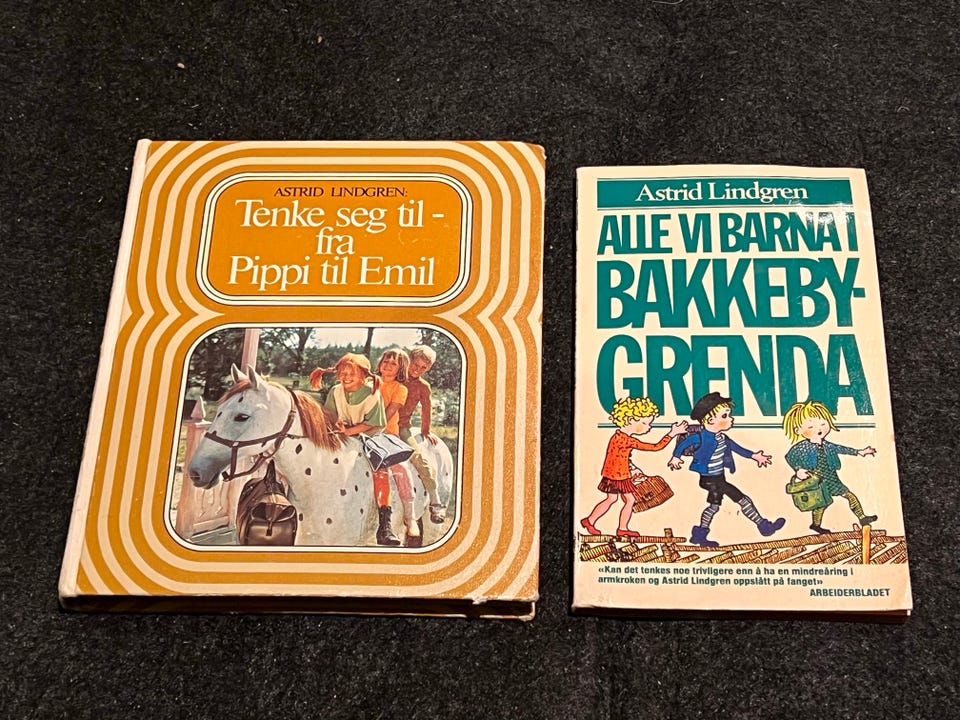 ASTRID LINDGREN:
Tenke seg til -
fra
Pippi til Emil
Astrid Lindgren
ALLE VI BARNA I
BAKKEBY-
GRENDA
«Kan det tenkes noe trivligere enn å ha en mindreåring i
armkroken og Astrid Lindgren oppslått på fanget»
ARBEIDERBLADET